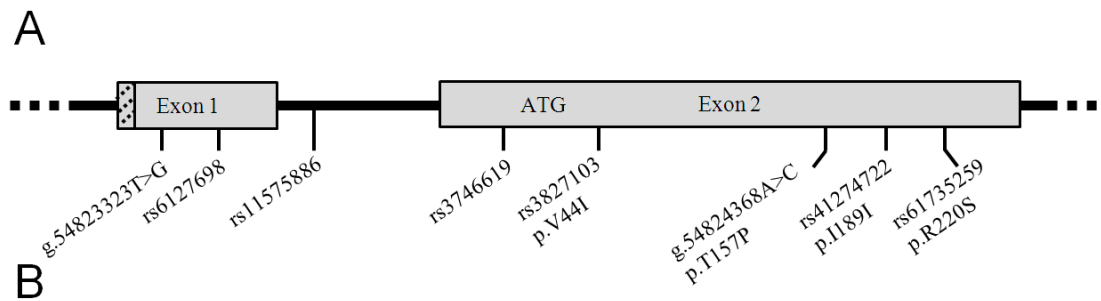 A
Exon 1
ATG
Exon 2
g.54823323T>G
rs6127698
rs11575886
rs3746619
rs3827103
p.V44I
g.54824368A>C
p.T157P
rs41274722
p.I189I
rs61735259
p.R220S
B